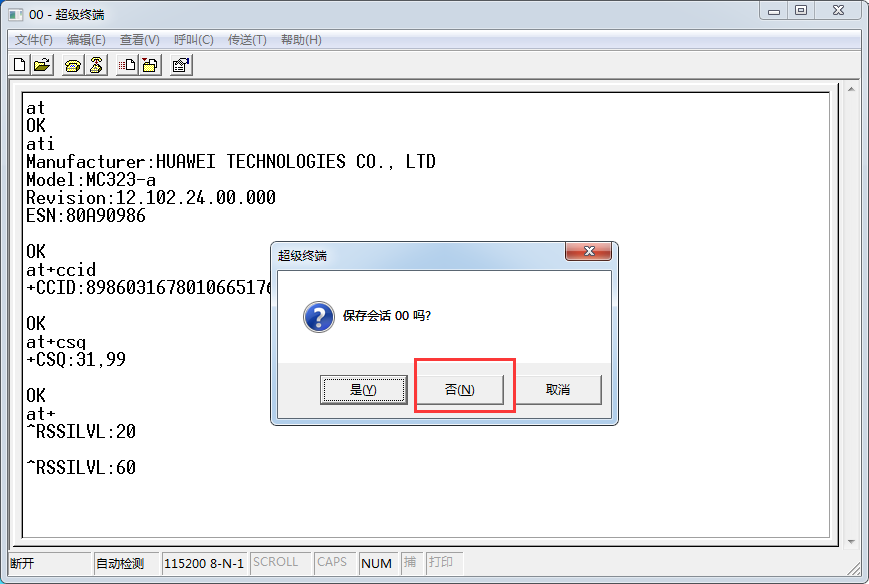 00 - 超级终端
文件(F) 编辑(E) 查看(V) 呼叫(C) 传送(T) 帮助(H)
at
OK
ati
Manufacturer:HUAWEI TECHNOLOGIES CO., LTD
Model:MC323-a
Revision:12.102.24.00.000
ESN:80A90986
OK
at+ccid
+CCID:8986031678010665176
OK
at+csq
+CSQ:31,99
OK
at+
^RSSILVL:20
^RSSILVL:60
超级终端
保存会话 00 吗?
是(Y) 否(N) 取消
断开 自动检测 115200 8-N-1 SCROLL CAPS NUM 捕 打印